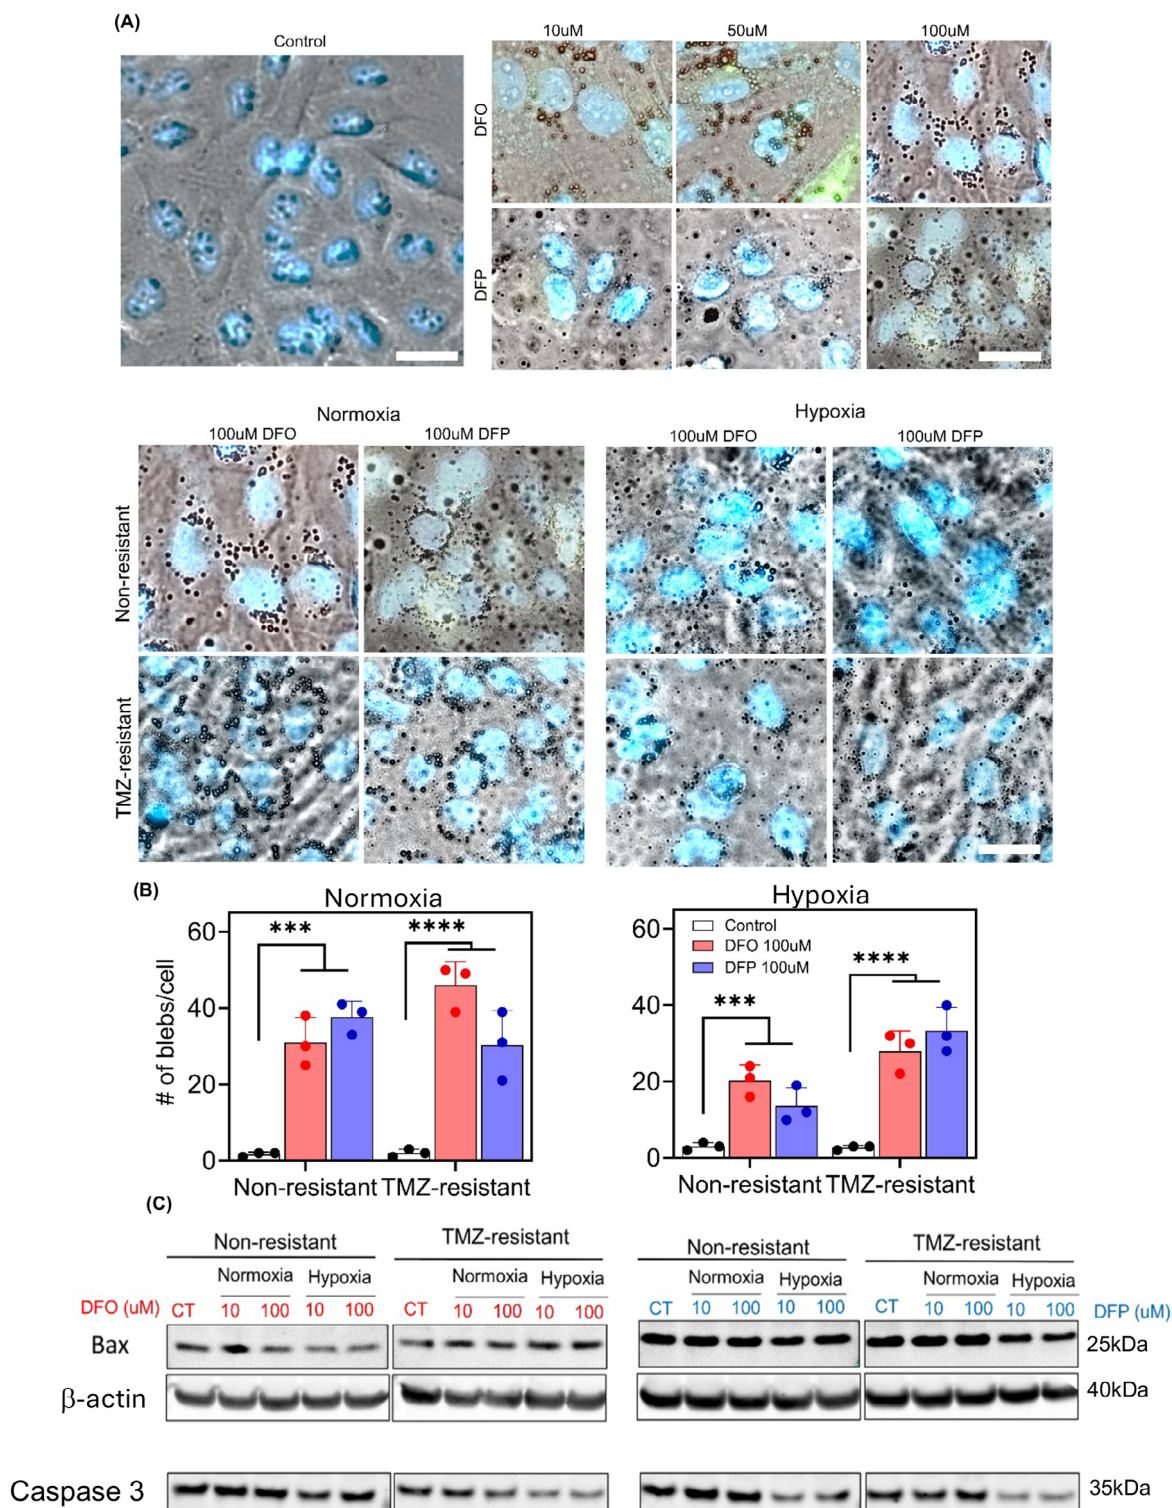 (A)
Control
10uM 50uM 100uM
DFO
DFP
Normoxia Hypoxia
100uM DFO 100uM DFP 100uM DFO 100uM DFP
Non-resistant
TMZ-resistant
(B)
Normoxia
***
****
# of blebs/cell
60
40
20
0
Non-resistant TMZ-resistant
Hypoxia
Control
DFO 100uM
DFP 100uM
***
****
60
40
20
0
Non-resistant TMZ-resistant
(C)
Non-resistant TMZ-resistant Non-resistant TMZ-resistant
Normoxia Hypoxia Normoxia Hypoxia Normoxia Hypoxia Normoxia Hypoxia
DFO (uM) CT 10 100 10 100 CT 10 100 10 100 CT 10 100 10 100 CT 10 100 10 100 DFP (uM)
Bax 25kDa
β-actin 40kDa
Caspase 3 35kDa